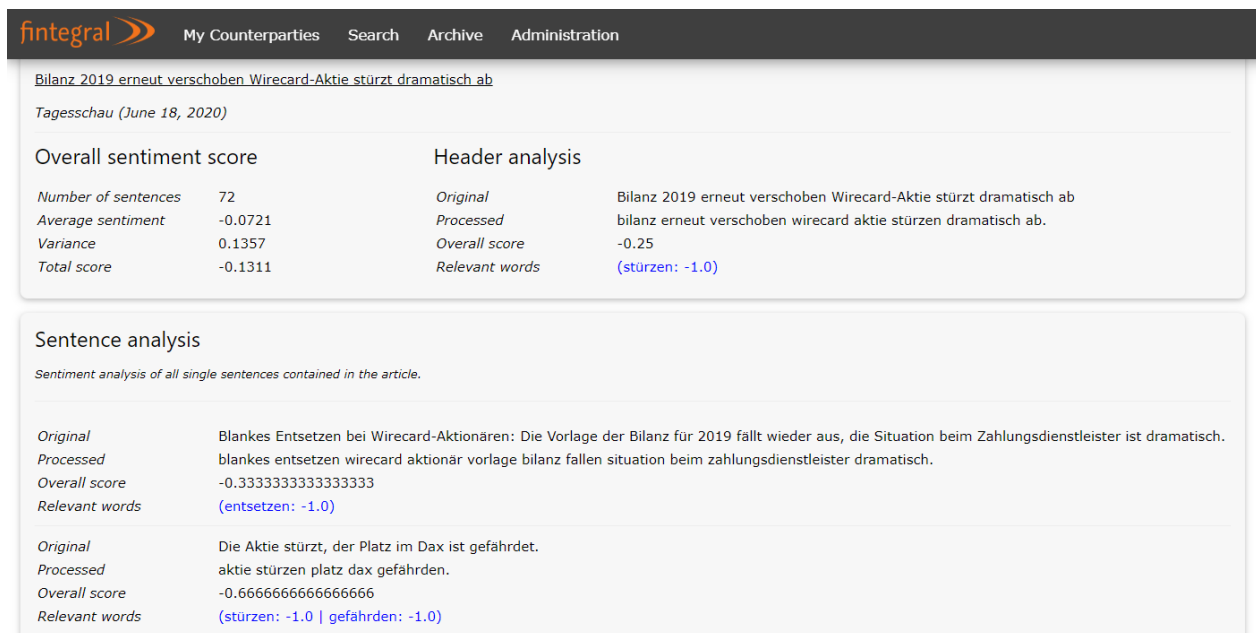 fintegral My Counterparties Search Archive Administration
Bilanz 2019 erneut verschoben Wirecard-Aktie stürzt dramatisch ab
Tagesschau (June 18, 2020)
Overall sentiment score
Number of sentences 72
Average sentiment -0.0721
Variance 0.1357
Total score -0.1311
Header analysis
Original Bilanz 2019 erneut verschoben Wirecard-Aktie stürzt dramatisch ab
Processed bilanz erneut verschoben wirecard aktie stürzen dramatisch ab.
Overall score -0.25
Relevant words (stürzen: -1.0)
Sentence analysis
Sentiment analysis of all single sentences contained in the article.
Original Blankes Entsetzen bei Wirecard-Aktionären: Die Vorlage der Bilanz für 2019 fällt wieder aus, die Situation beim Zahlungsdienstleister ist dramatisch.
Processed blankes entsetzen wirecard aktionär vorlage bilanz fallen situation beim zahlungsdienstleister dramatisch.
Overall score -0.3333333333333333
Relevant words (entsetzen: -1.0)
Original Die Aktie stürzt, der Platz im Dax ist gefährdet.
Processed aktie stürzen platz dax gefährden.
Overall score -0.6666666666666666
Relevant words (stürzen: -1.0 | gefährden: -1.0)